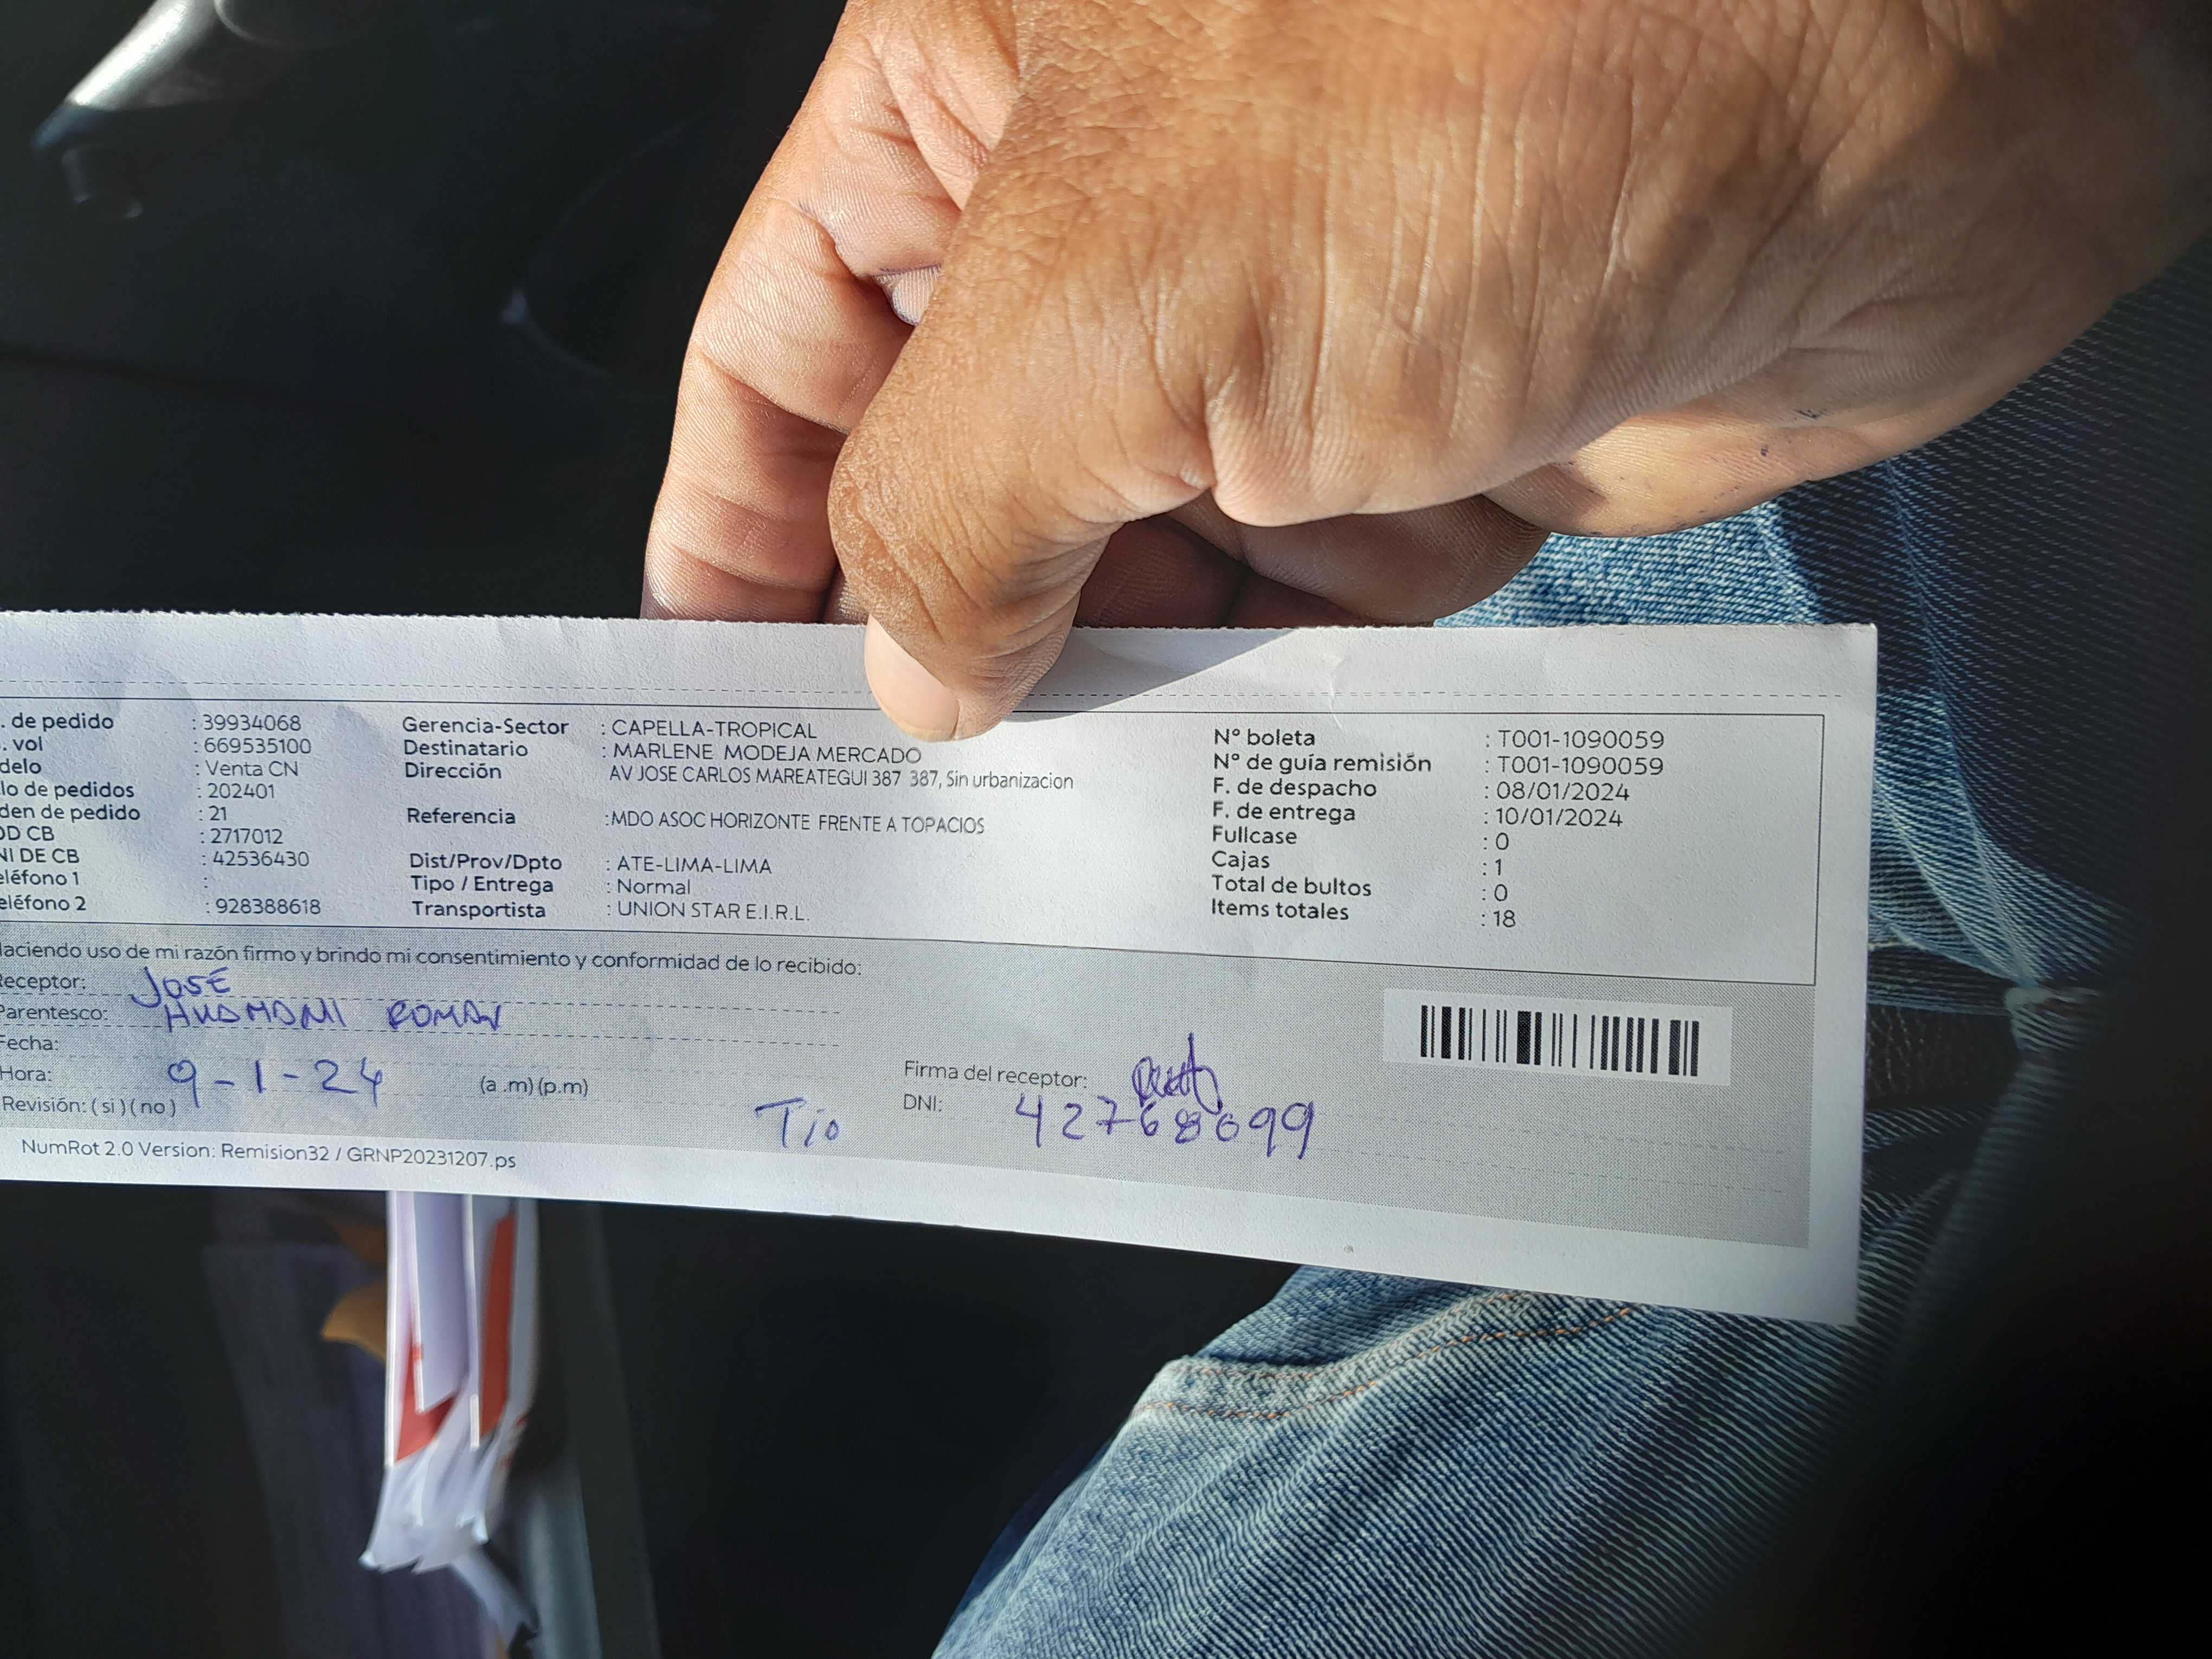 . de pedido : 39934068 Gerencia-Sector : CAPELLA-TROPICAL Nº boleta : T001-1090059
. vol : 669535100 Destinatario : MARLENE MODEJA MERCADO Nº de guía remisión : T001-1090059
delo : Venta CN Dirección AV JOSE CARLOS MAREATEGUI 387 387, Sin urbanizacion F. de despacho : 08/01/2024
lo de pedidos : 202401 F. de entrega : 10/01/2024
den de pedido : 21 Referencia :MDO ASOC HORIZONTE FRENTE A TOPACIOS Fullcase : 0
OD CB : 2717012 Cajas : 1
NI DE CB : 42536430 Dist/Prov/Dpto : ATE-LIMA-LIMA Total de bultos : 0
eléfono 1 : Tipo / Entrega : Normal Items totales : 18
eléfono 2 : 928388618 Transportista : UNION STAR E.I.R.L.
Haciendo uso de mi razón firmo y brindo mi consentimiento y conformidad de lo recibido:
Receptor: JOSÉ
Parentesco: HUAMANI ROMAN
Fecha:
Hora: 9-1-24 (a .m) (p.m) Firma del receptor:
Revisión: ( si ) ( no ) Tio DNI: 42768699
NumRot 2.0 Version: Remision32 / GRNP20231207.ps